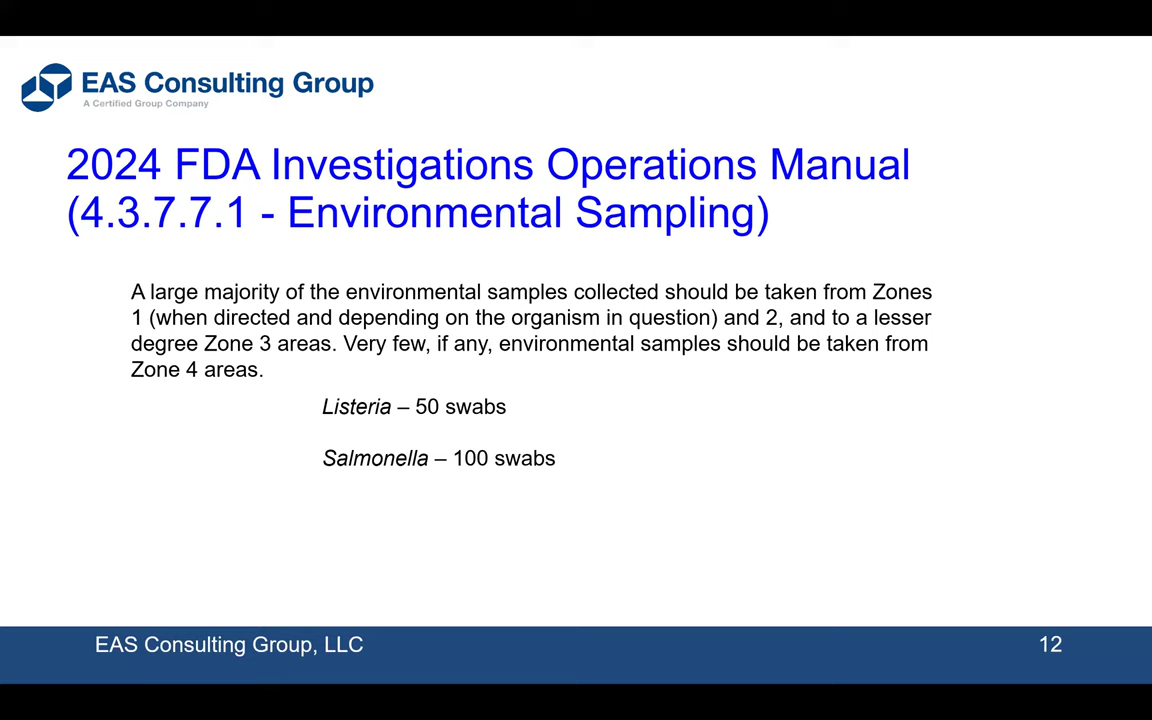 EAS Consulting Group
A Certified Group Company
2024 FDA Investigations Operations Manual
(4.3.7.7.1 - Environmental Sampling)
A large majority of the environmental samples collected should be taken from Zones
1 (when directed and depending on the organism in question) and 2, and to a lesser
degree Zone 3 areas. Very few, if any, environmental samples should be taken from
Zone 4 areas.
Listeria – 50 swabs
Salmonella – 100 swabs
EAS Consulting Group, LLC
12